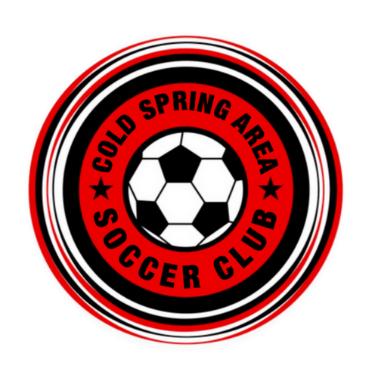 COLD SPRING AREA
SOCCER CLUB